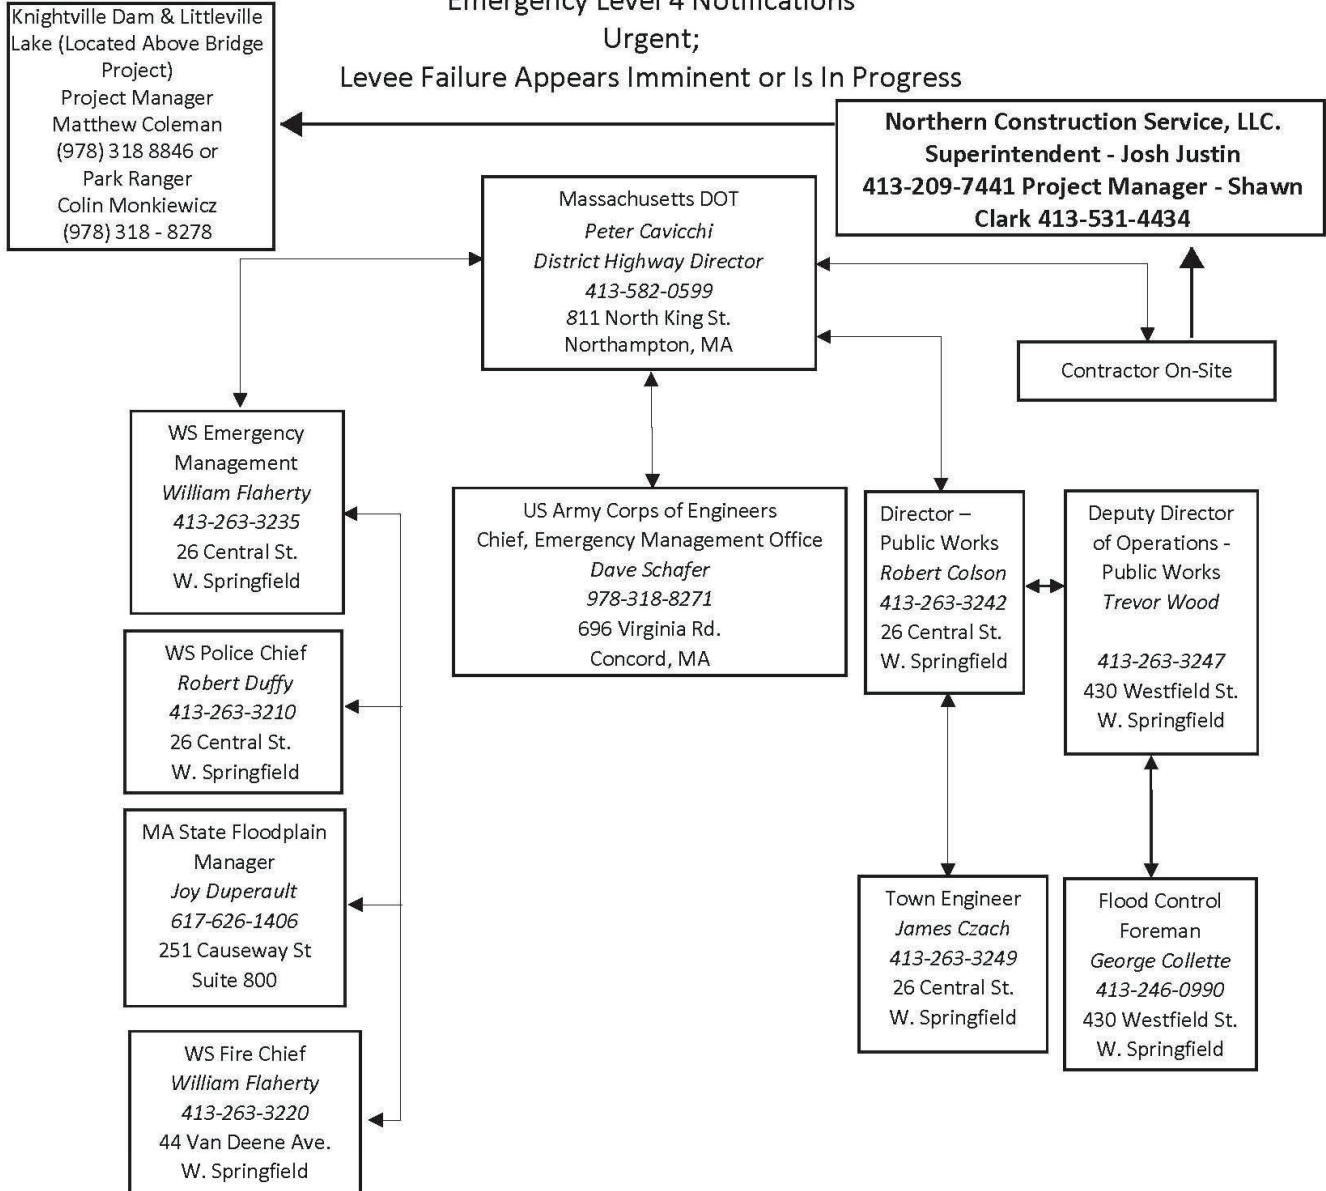 Emergency Level 4 Notifications
Urgent;
Levee Failure Appears Imminent or Is In Progress
Knightville Dam & Littleville
Lake (Located Above Bridge
Project)
Project Manager
Matthew Coleman
(978) 318 8846 or
Park Ranger
Colin Monkiewicz
(978) 318 - 8278
Northern Construction Service, LLC.
Superintendent - Josh Justin
413-209-7441 Project Manager - Shawn
Clark 413-531-4434
Massachusetts DOT
Peter Cavicchi
District Highway Director
413-582-0599
811 North King St.
Northampton, MA
Contractor On-Site
WS Emergency
Management
William Flaherty
413-263-3235
26 Central St.
W. Springfield
US Army Corps of Engineers
Chief, Emergency Management Office
Dave Schafer
978-318-8271
696 Virginia Rd.
Concord, MA
Director –
Public Works
Robert Colson
413-263-3242
26 Central St.
W. Springfield
Deputy Director
of Operations -
Public Works
Trevor Wood
413-263-3247
430 Westfield St.
W. Springfield
WS Police Chief
Robert Duffy
413-263-3210
26 Central St.
W. Springfield
MA State Floodplain
Manager
Joy Duperault
617-626-1406
251 Causeway St
Suite 800
Town Engineer
James Czach
413-263-3249
26 Central St.
W. Springfield
Flood Control
Foreman
George Collette
413-246-0990
430 Westfield St.
W. Springfield
WS Fire Chief
William Flaherty
413-263-3220
44 Van Deene Ave.
W. Springfield